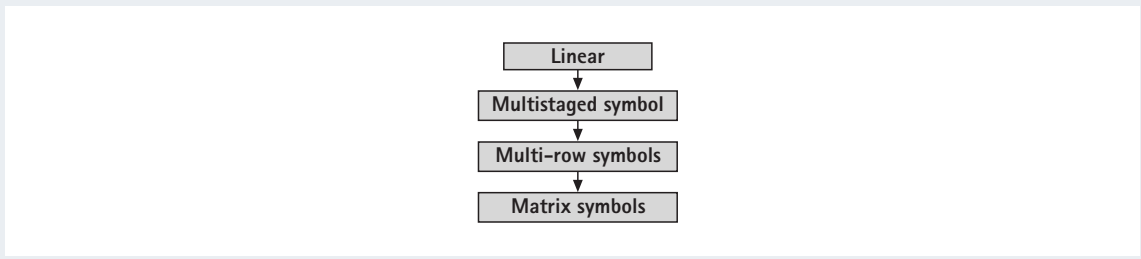 Linear
Multistaged symbol
Multi-row symbols
Matrix symbols